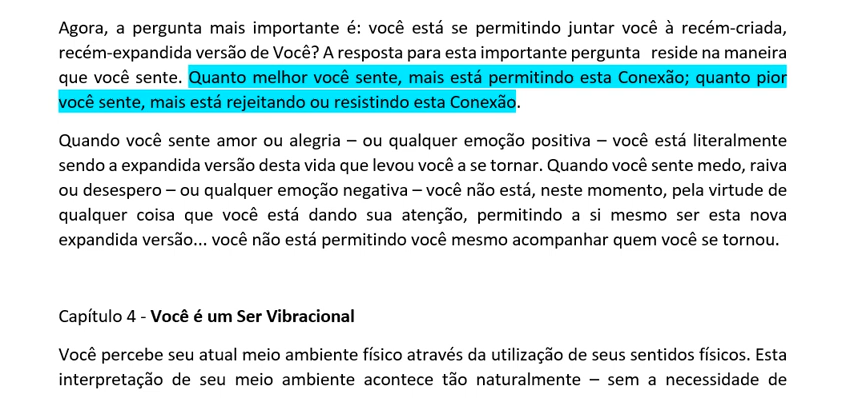 Agora, a pergunta mais importante é: você está se permitindo juntar você à recém-criada,
recém-expandida versão de Você? A resposta para esta importante pergunta reside na maneira
que você sente. Quanto melhor você sente, mais está permitindo esta Conexão; quanto pior
você sente, mais está rejeitando ou resistindo esta Conexão.
Quando você sente amor ou alegria – ou qualquer emoção positiva – você está literalmente
sendo a expandida versão desta vida que levou você a se tornar. Quando você sente medo, raiva
ou desespero – ou qualquer emoção negativa – você não está, neste momento, pela virtude de
qualquer coisa que você está dando sua atenção, permitindo a si mesmo ser esta nova
expandida versão... você não está permitindo você mesmo acompanhar quem você se tornou.
Capítulo 4 - Você é um Ser Vibracional
Você percebe seu atual meio ambiente físico através da utilização de seus sentidos físicos. Esta
interpretação de seu meio ambiente acontece tão naturalmente – sem a necessidade de